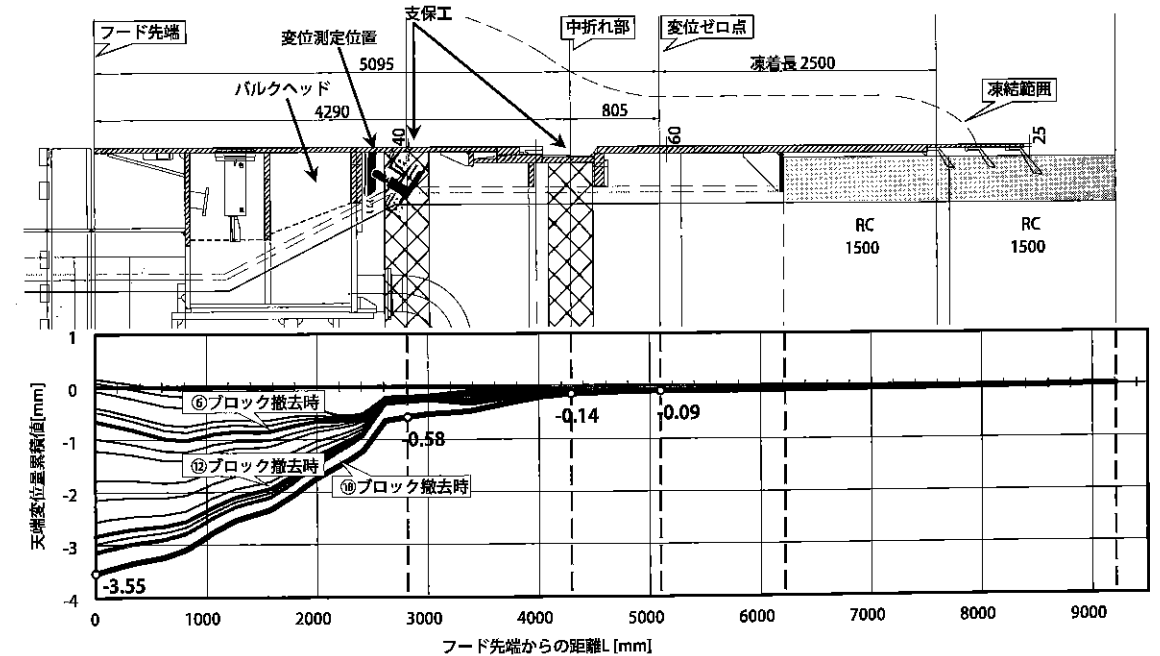 支保工
フード先端
変位測定位置
中折れ部
変位ゼロ点
5095
凍着長 2500
バルクヘッド
凍結範囲
4290
805
40
60
25
RC
1500
RC
1500
1
0
-1
-2
-3
-4
天端変位量累積値[mm]
⑥ブロック撤去時
⑫ブロック撤去時
⑱ブロック撤去時
-0.58
-0.14
-0.09
-3.55
0
1000
2000
3000
4000
5000
6000
7000
8000
9000
フード先端からの距離L [mm]